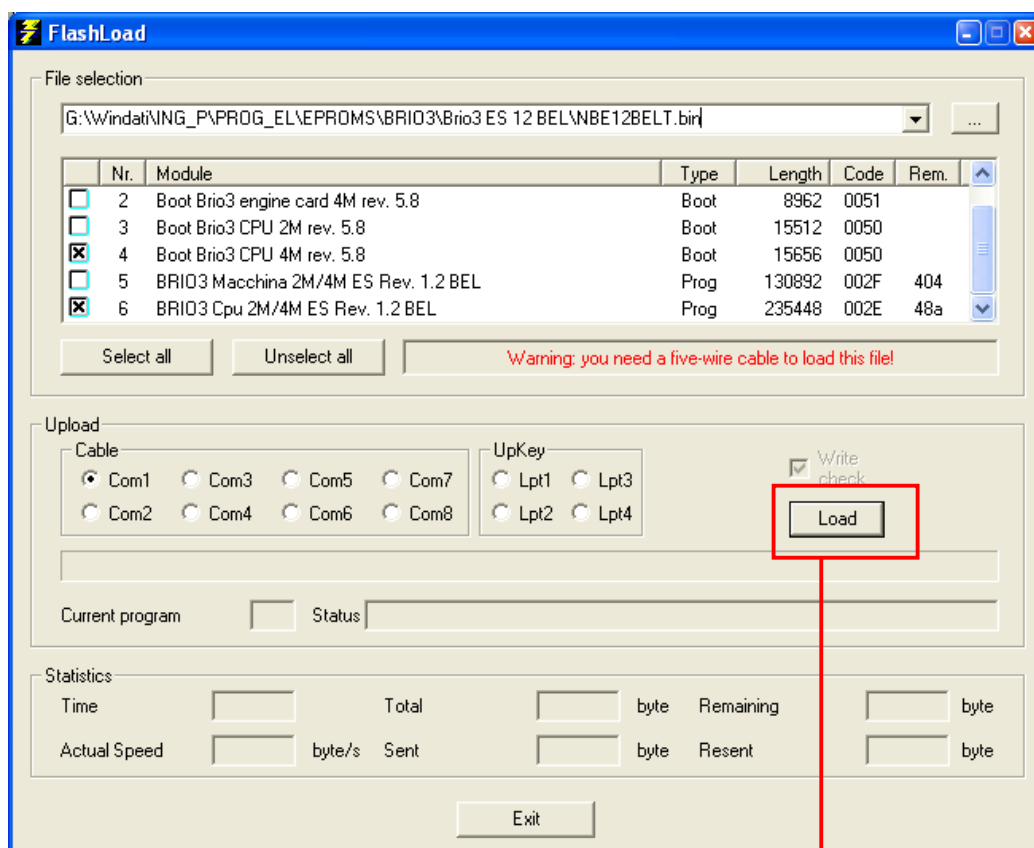 FlashLoad
File selection
G:\Windati\ING_P\PROG_EL\EPROMS\BRIO3\Brio3 ES 12 BEL\NBE12BELT.bin
...
Nr. Module Type Length Code Rem.
2 Boot Brio3 engine card 4M rev. 5.8 Boot 8962 0051
3 Boot Brio3 CPU 2M rev. 5.8 Boot 15512 0050
4 Boot Brio3 CPU 4M rev. 5.8 Boot 15656 0050
5 BRIO3 Macchina 2M/4M ES Rev. 1.2 BEL Prog 130892 002F 404
6 BRIO3 Cpu 2M/4M ES Rev. 1.2 BEL Prog 235448 002E 48a
Select all Unselect all Warning: you need a five-wire cable to load this file!
Upload
Cable UpKey
Com1 Com3 Com5 Com7 Lpt1 Lpt3
Com2 Com4 Com6 Com8 Lpt2 Lpt4
Write
check
Load
Current program Status
Statistics
Time Total byte Remaining byte
Actual Speed byte/s Sent byte Resent byte
Exit